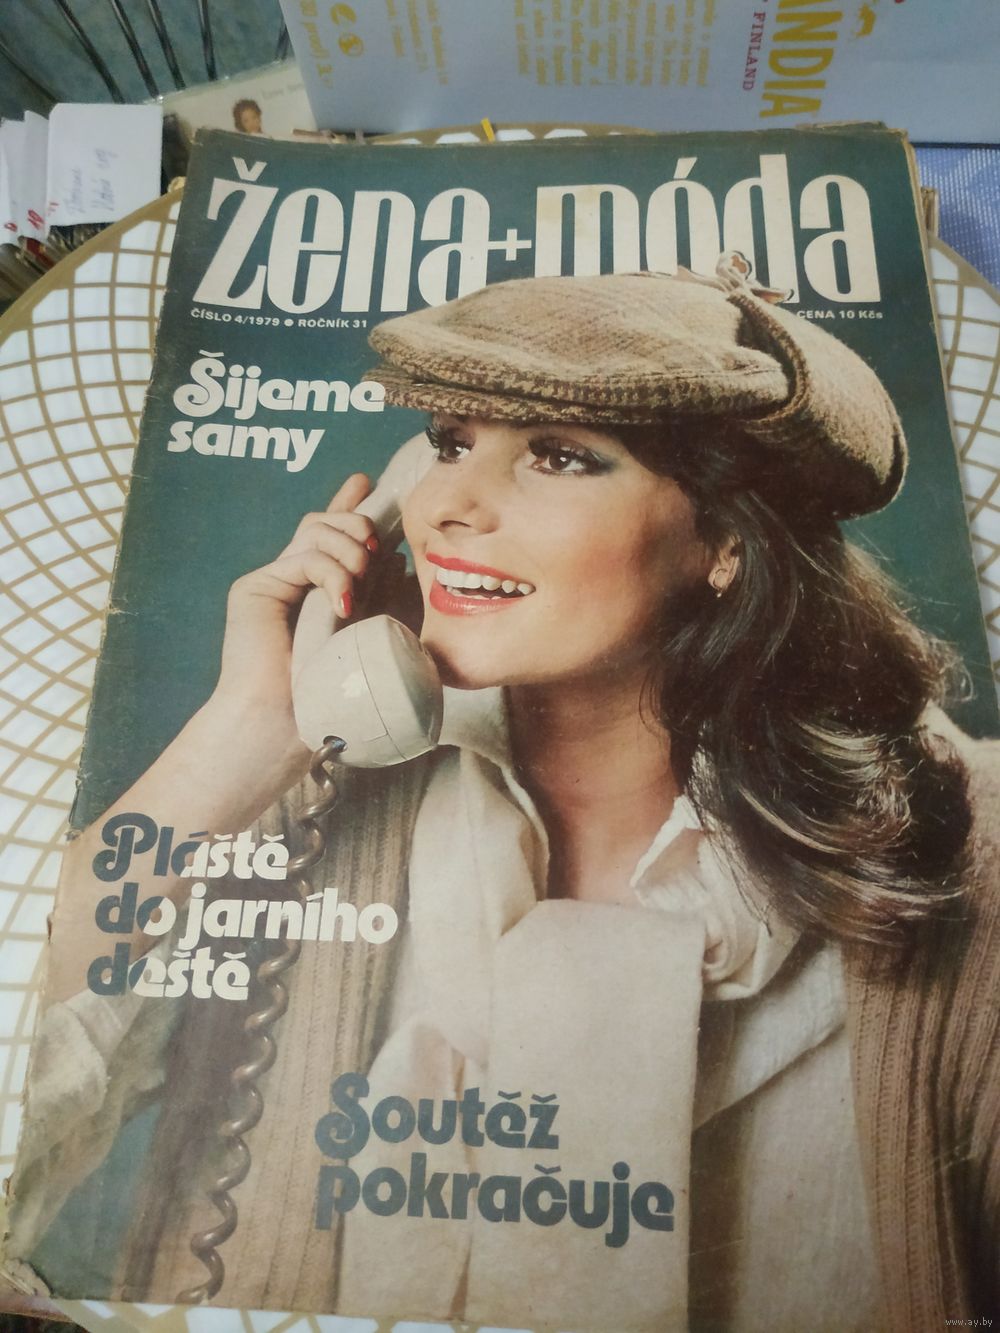 ANDIA
FINLAND
žena+móda
ČÍSLO 4/1979 ● ROČNÍK 31
CENA 10 Kčs
Šijeme
samy
Pláště
do jarního
deště
Soutěž
pokračuje
www.ay.by